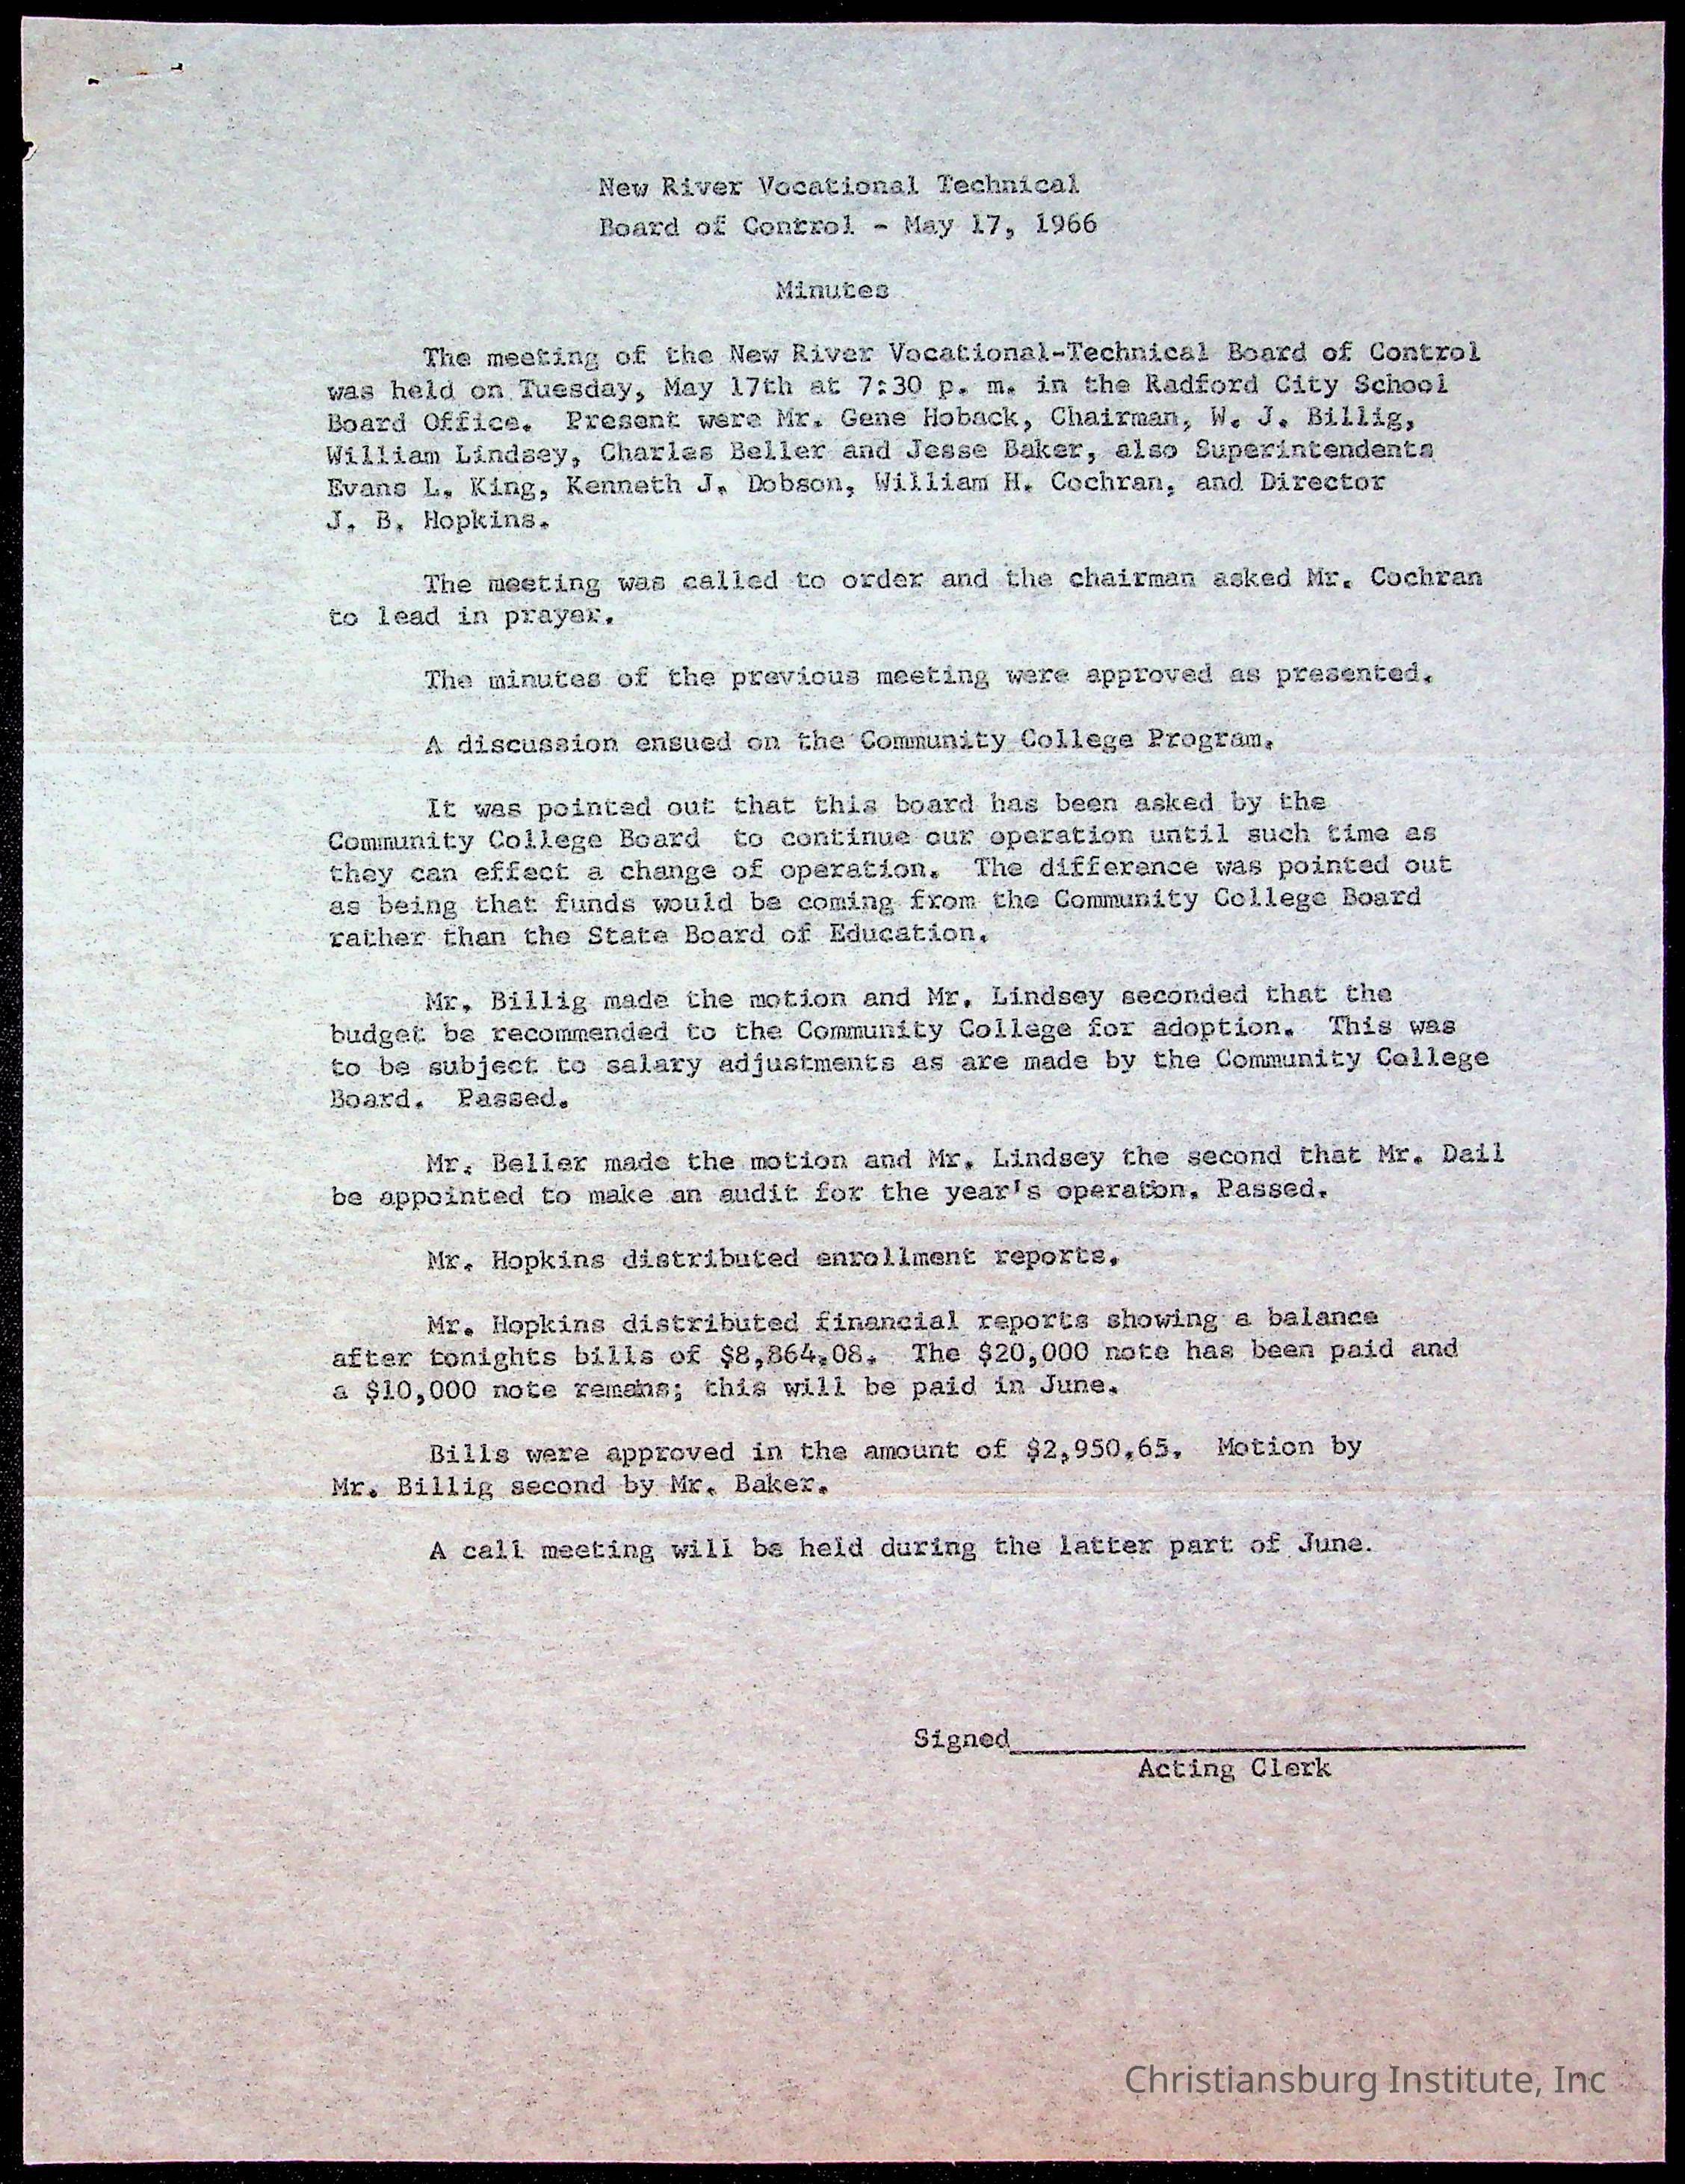 New River Vocational Technical
Board of Control - May 17, 1966
Minutes
The meeting of the New River Vocational-Technical Board of Control
was held on Tuesday, May 17th at 7:30 p. m. in the Radford City School
Board Office. Present were Mr. Gene Hoback, Chairman, W. J. Billig,
William Lindsey, Charles Beller and Jesse Baker, also Superintendents
Evans L. King, Kenneth J. Dobson, William H. Cochran, and Director
J. B. Hopkins.
The meeting was called to order and the chairman asked Mr. Cochran
to lead in prayer.
The minutes of the previous meeting were approved as presented.
A discussion ensued on the Community College Program.
It was pointed out that this board has been asked by the
Community College Board to continue our operation until such time as
they can effect a change of operation. The difference was pointed out
as being that funds would be coming from the Community College Board
rather than the State Board of Education.
Mr. Billig made the motion and Mr. Lindsey seconded that the
budget be recommended to the Community College for adoption. This was
to be subject to salary adjustments as are made by the Community College
Board. Passed.
Mr. Beller made the motion and Mr. Lindsey the second that Mr. Dail
be appointed to make an audit for the year's operaton. Passed.
Mr. Hopkins distributed enrollment reports.
Mr. Hopkins distributed financial reports showing a balance
after tonights bills of $8,864.08. The $20,000 note has been paid and
a $10,000 note remans; this will be paid in June.
Bills were approved in the amount of $2,950.65. Motion by
Mr. Billig second by Mr. Baker.
A call meeting will be held during the latter part of June.
Signed
Acting Clerk
Christiansburg Institute, Inc